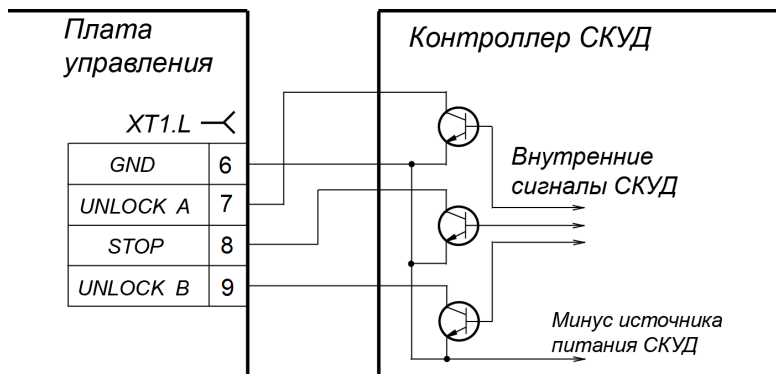 Плата
управления
Контроллер СКУД
XT1.L
GND 6
UNLOCK A 7
STOP 8
UNLOCK B 9
Внутренние
сигналы СКУД
Минус источника
питания СКУД